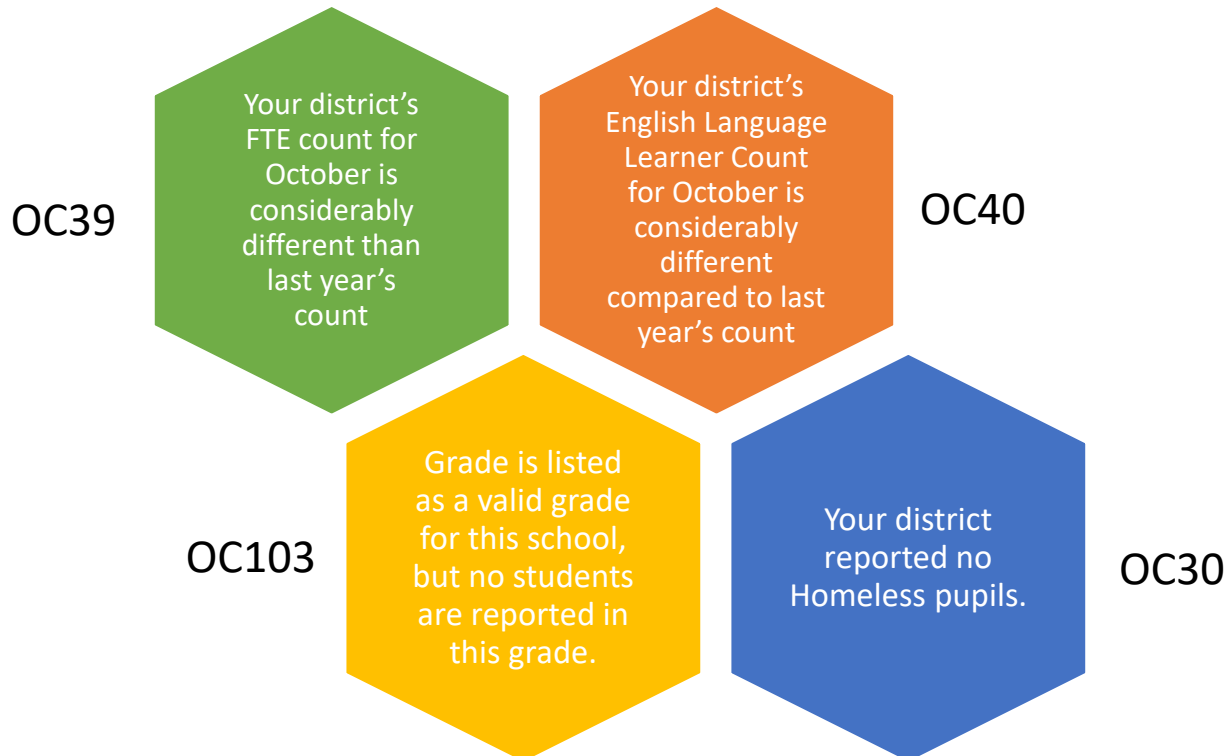 OC39
Your district’s
FTE count for
October is
considerably
different than
last year’s
count
Your district’s
English Language
Learner Count
for October is
considerably
different
compared to last
year’s count
OC40
OC103
Grade is listed
as a valid grade
for this school,
but no students
are reported in
this grade.
Your district
reported no
Homeless pupils.
OC30